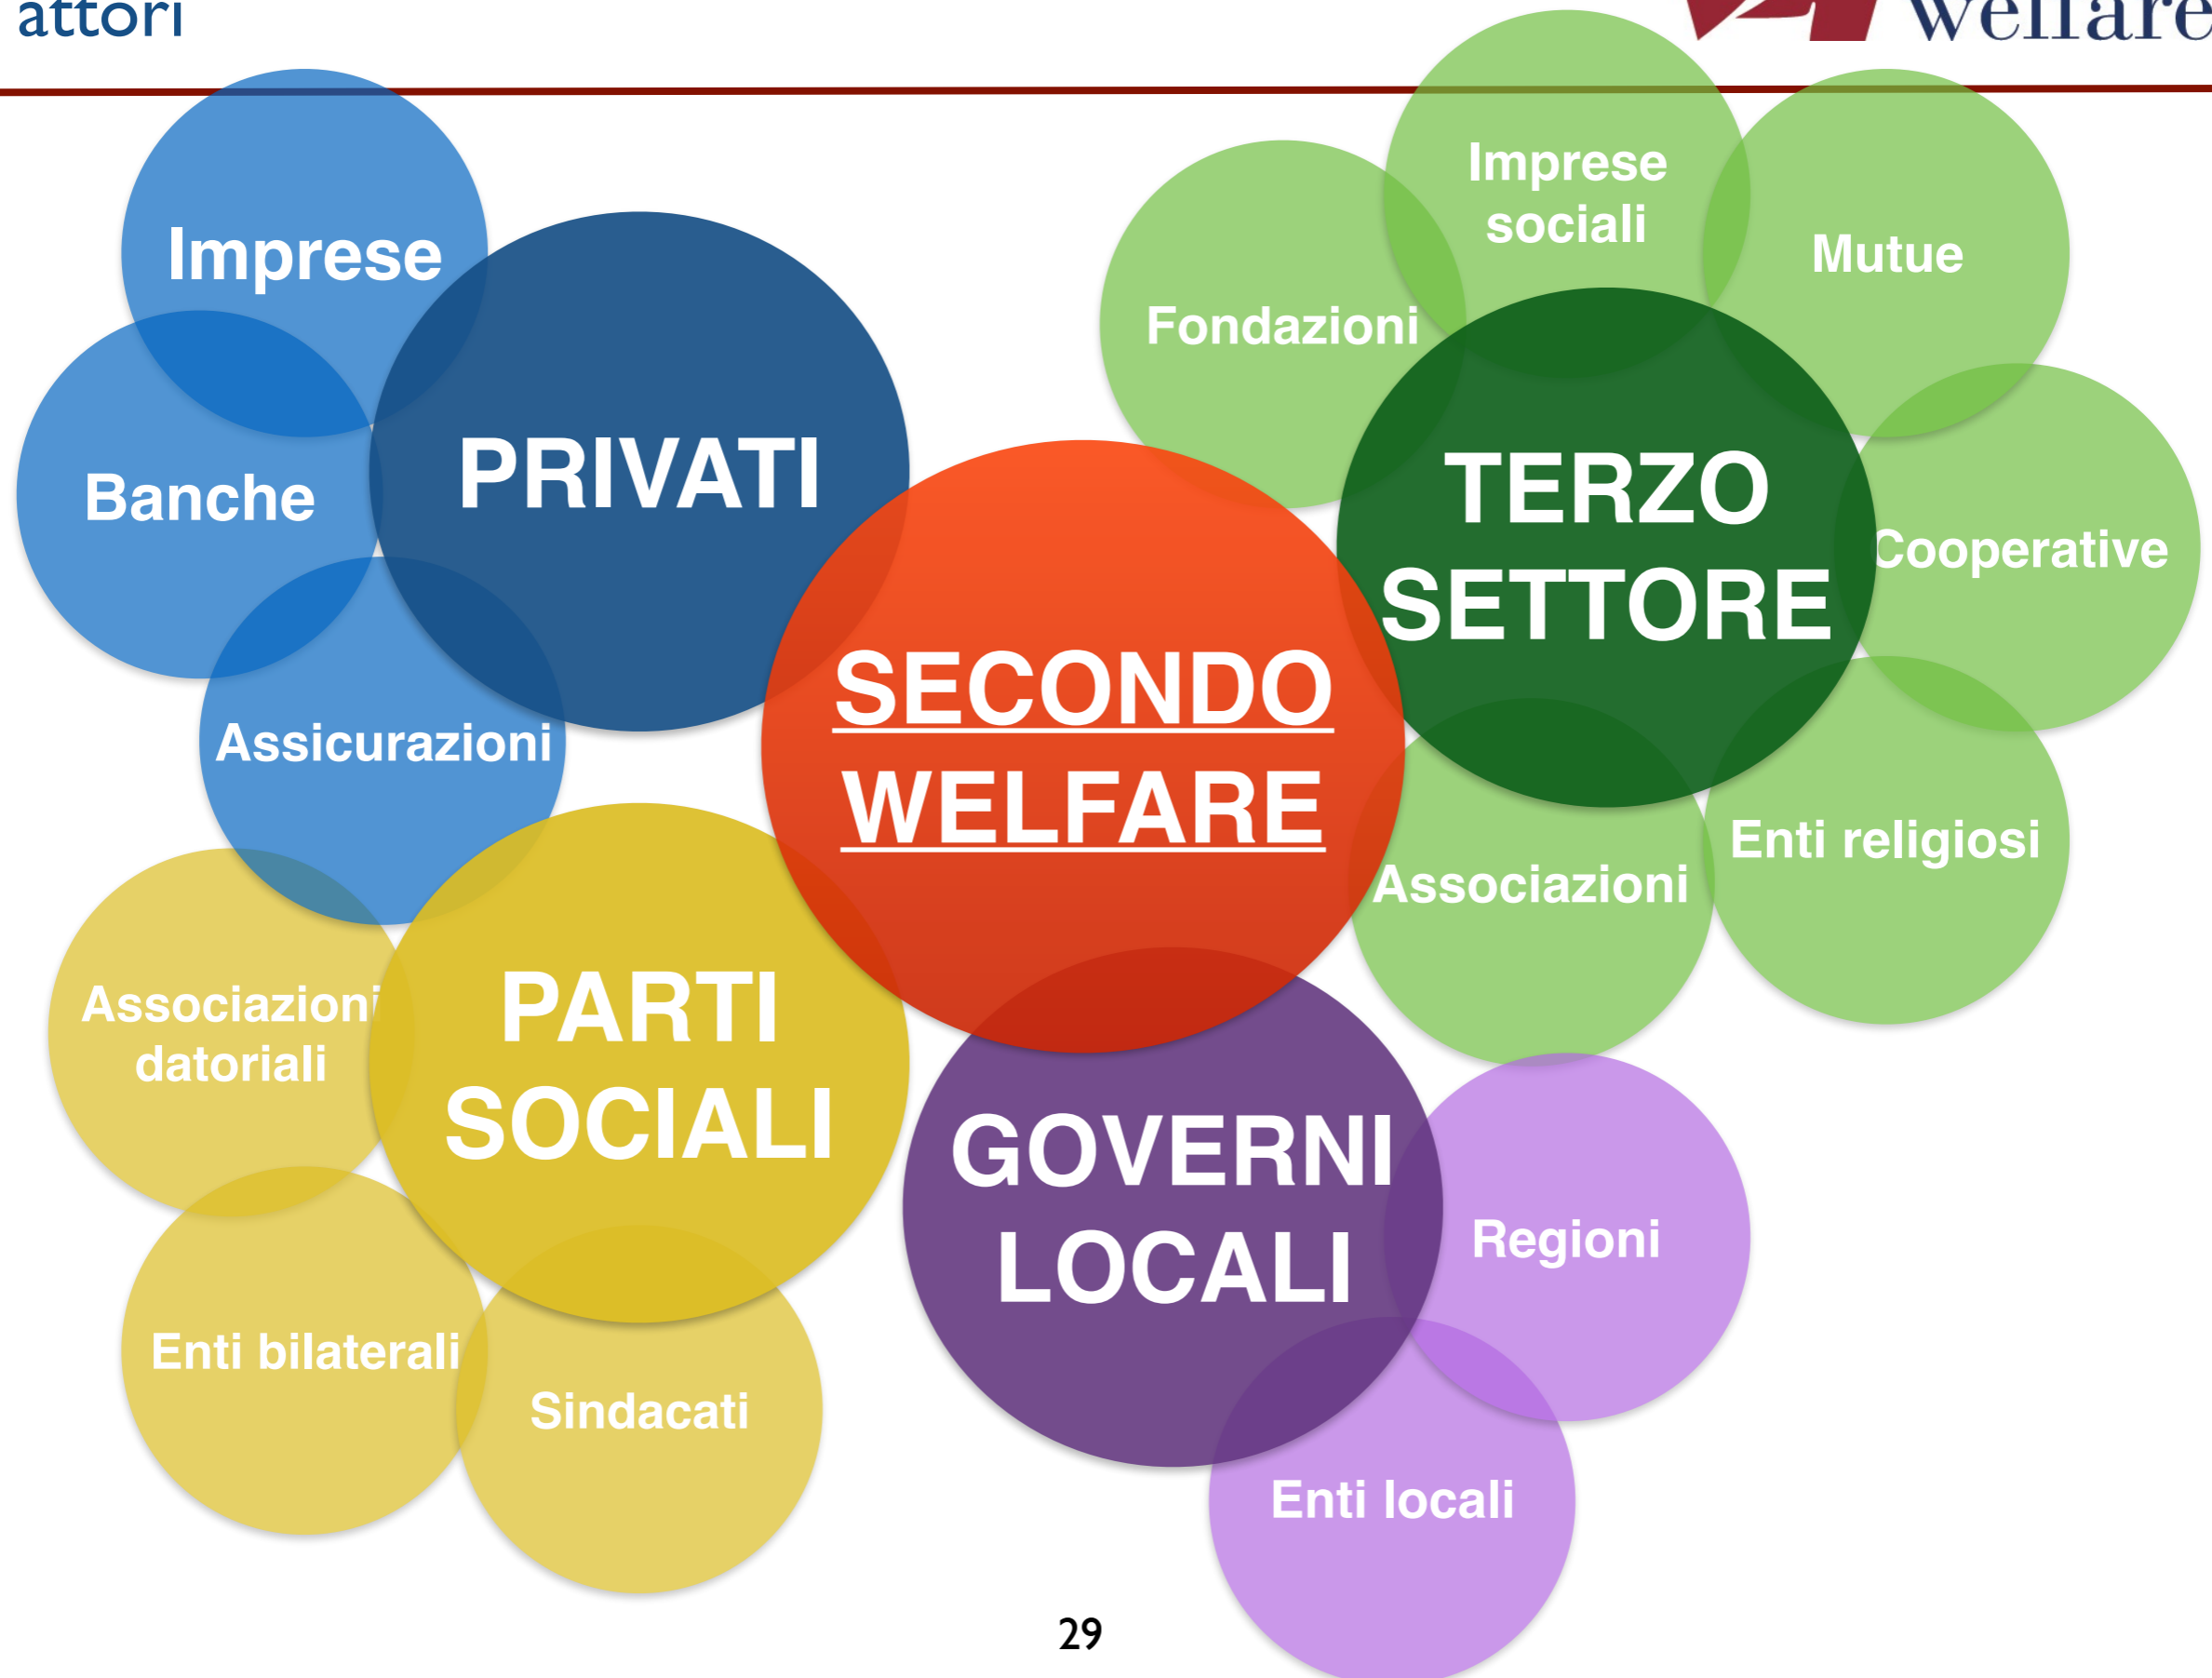 attori
welfare
Imprese
Banche
PRIVATI
Assicurazioni
Imprese
sociali
Mutue
Fondazioni
TERZO
SETTORE
Cooperative
Enti religiosi
Associazioni
SECONDO
WELFARE
Associazioni
datoriali
PARTI
SOCIALI
Enti bilaterali
Sindacati
GOVERNI
LOCALI
Regioni
Enti locali
29